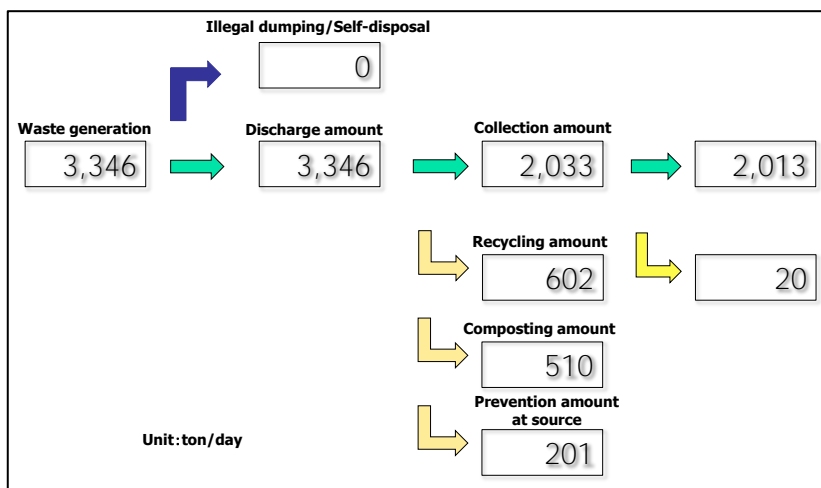 Illegal dumping/Self-disposal
0
Waste generation
Discharge amount
Collection amount
3,346
3,346
2,033
2,013
Recycling amount
602
20
Composting amount
510
Prevention amount
at source
201
Unit:ton/day